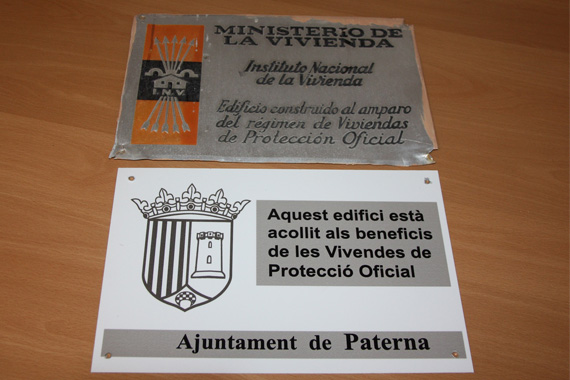 MINISTERIO DE
LA VIVIENDA
Instituto Nacional
de la Vivienda
I.N.V.
Edificio construido al amparo
del régimen de Viviendas
de Protección Oficial
Aquest edifici està
acollit als beneficis
de les Vivendes de
Protecció Oficial
Ajuntament de Paterna